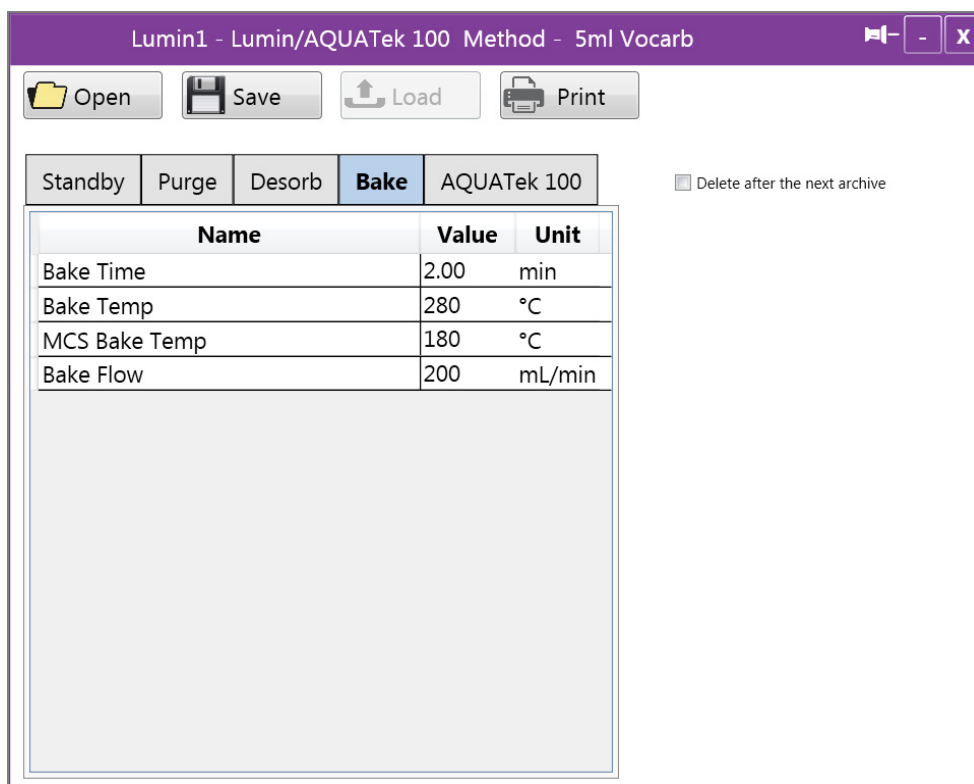 Lumin1 - Lumin/AQUATek 100 Method - 5ml Vocarb - X
Open Save Load Print
Standby Purge Desorb Bake AQUATek 100 Delete after the next archive
Name Value Unit
Bake Time 2.00 min
Bake Temp 280 °C
MCS Bake Temp 180 °C
Bake Flow 200 mL/min